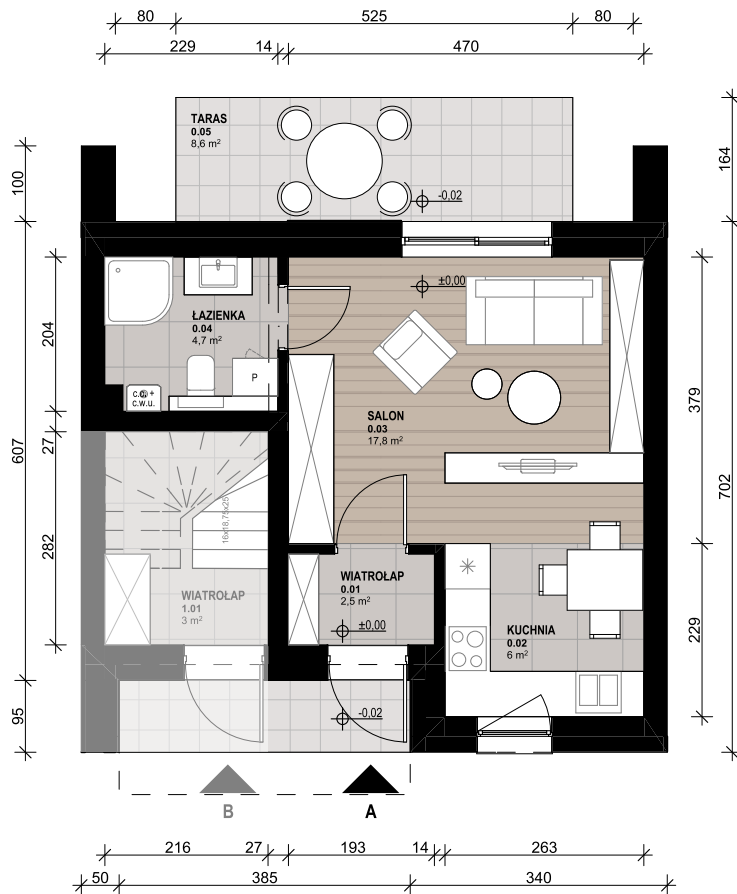 80
525
80
229
14
470
TARAS
0.05
8,6 m²
-0,02
100
164
±0,00
ŁAZIENKA
0.04
4,7 m²
204
P
c.o. +
c.w.u.
379
SALON
0.03
17,8 m²
607
27
702
16x18,75x25
282
WIATROŁAP
1.01
3 m²
WIATROŁAP
0.01
2,5 m²
±0,00
KUCHNIA
0.02
6 m²
229
95
-0,02
B
A
216
27
193
14
263
50
385
340